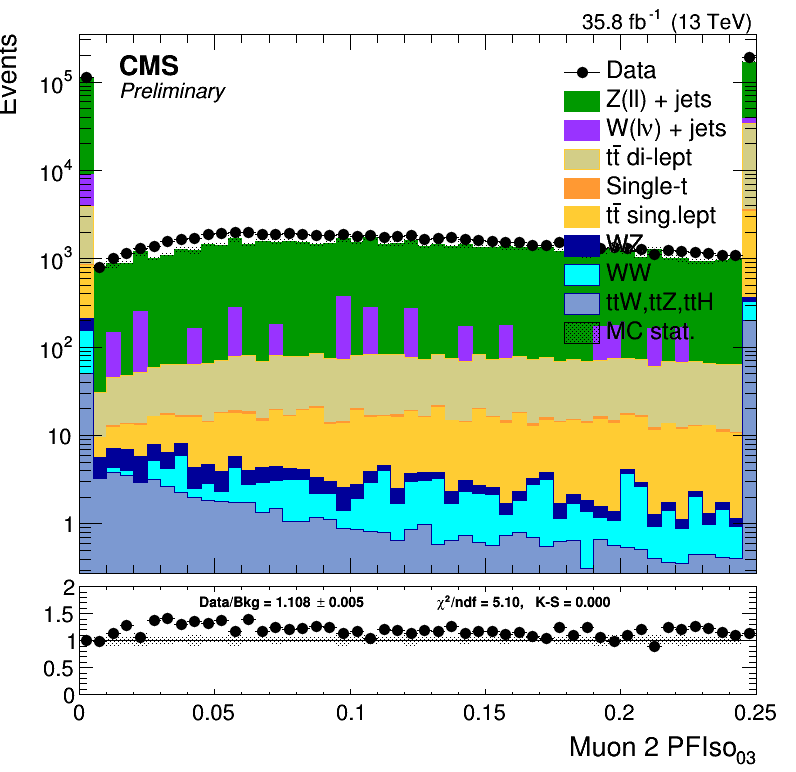 35.8 fb⁻¹ (13 TeV)
Events
CMS
Preliminary
Data
Z(ll) + jets
W(lν) + jets
tt̄ di-lept
Single-t
tt̄ sing.lept
WZ
WW
ttW,ttZ,ttH
MC stat.
10⁵
10⁴
10³
10²
10
1
Data/Bkg = 1.108 ± 0.005
χ²/ndf = 5.10, K-S = 0.000
2
1.5
1
0.5
0
0 0.05 0.1 0.15 0.2 0.25
Muon 2 PFIso₀₃